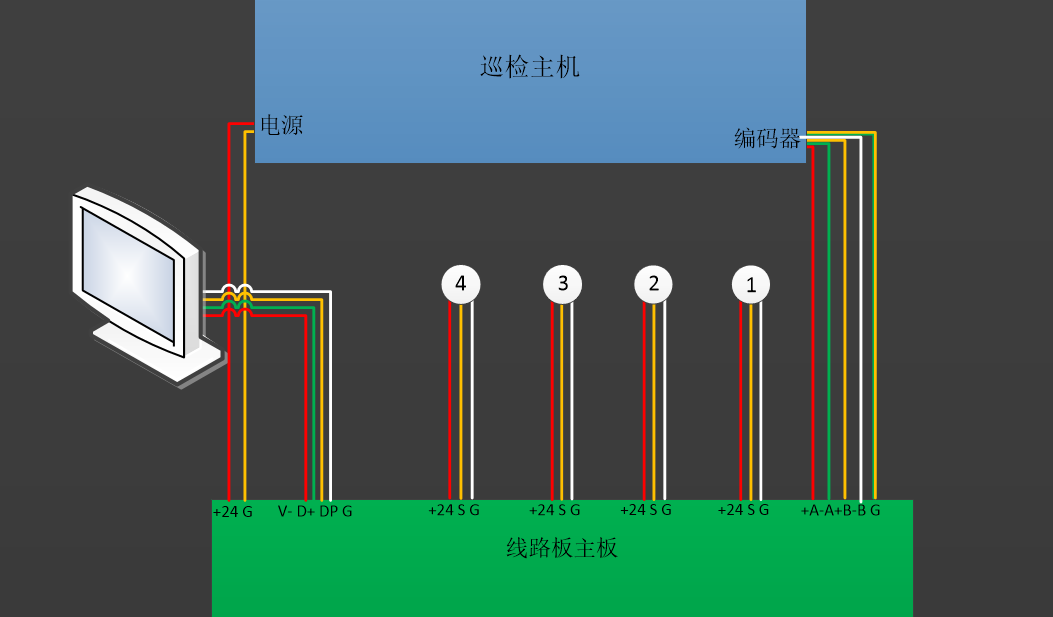 巡检主机
电源
编码器
4
3
2
1
+24 G
V- D+ DP G
+24 S G
+24 S G
+24 S G
+24 S G
+A-A+B-B G
线路板主板